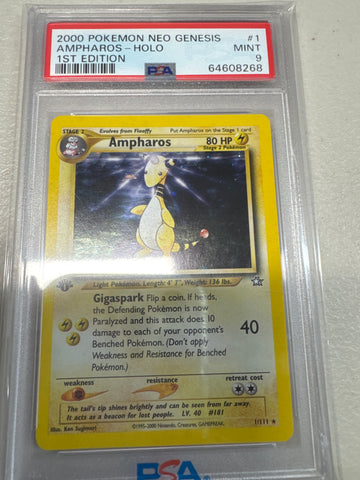 2000 POKEMON NEO GENESIS #1
AMPHAROS - HOLO MINT
1ST EDITION PSA 9
64608268
STAGE 2 Evolves from Flaaffy Put Ampharos on the Stage 1 card
Ampharos 80 HP
Stage 2 Pokémon
Light Pokémon. Length: 4' 7", Weight: 136 lbs.
Gigaspark Flip a coin. If heads,
the Defending Pokémon is now
Paralyzed and this attack does 10
damage to each of your opponent's
Benched Pokémon. (Don't apply
Weakness and Resistance for Benched
Pokémon.)
40
weakness resistance retreat cost
The tail's tip shines brightly and can be seen from far away.
It acts as a beacon for lost people. LV. 40 #181
Illus. Ken Sugimori ©1995-2000 Nintendo, Creatures, GAMEFREAK. 1/111 ★
PSA